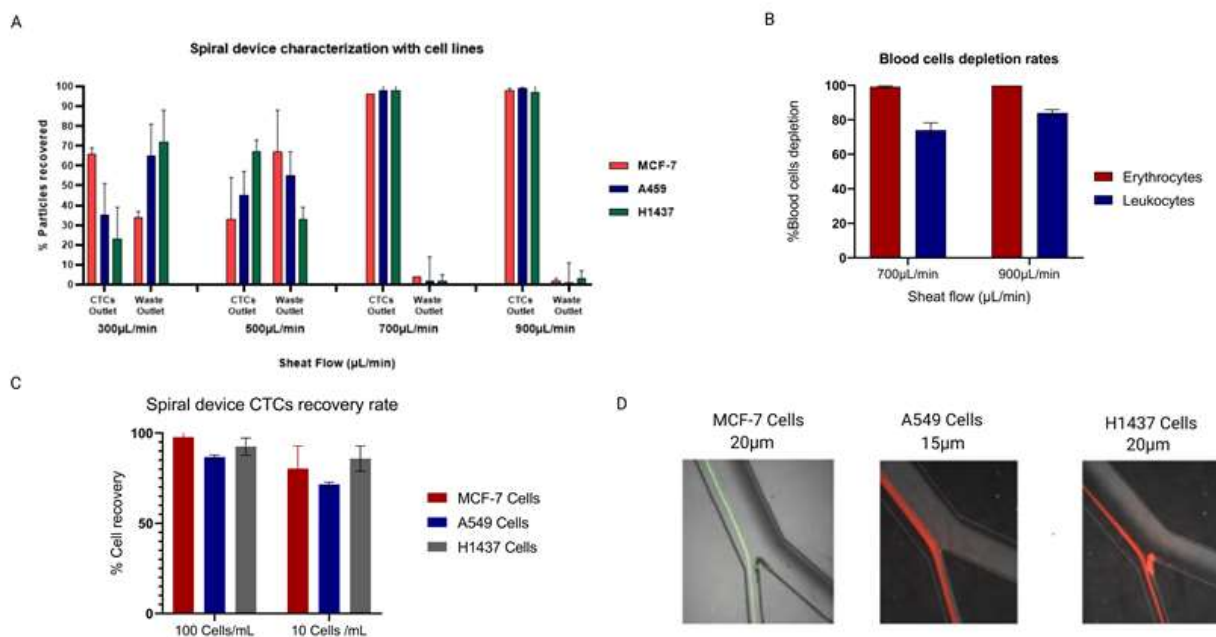 A
Spiral device characterization with cell lines
% Particles recovered
100
90
80
70
60
50
40
30
20
10
0
CTCs Outlet
Waste Outlet
CTCs Outlet
Waste Outlet
CTCs Outlet
Waste Outlet
CTCs Outlet
Waste Outlet
300µL/min
500µL/min
700µL/min
900µL/min
Sheat Flow (µL/min)
MCF-7
A459
H1437
B
Blood cells depletion rates
%Blood cells depletion
100
80
60
40
20
0
700µL/min
900µL/min
Sheat flow (µL/min)
Erythrocytes
Leukocytes
C
Spiral device CTCs recovery rate
% Cell recovery
100
50
0
100 Cells/mL
10 Cells /mL
MCF-7 Cells
A549 Cells
H1437 Cells
D
MCF-7 Cells
20µm
A549 Cells
15µm
H1437 Cells
20µm